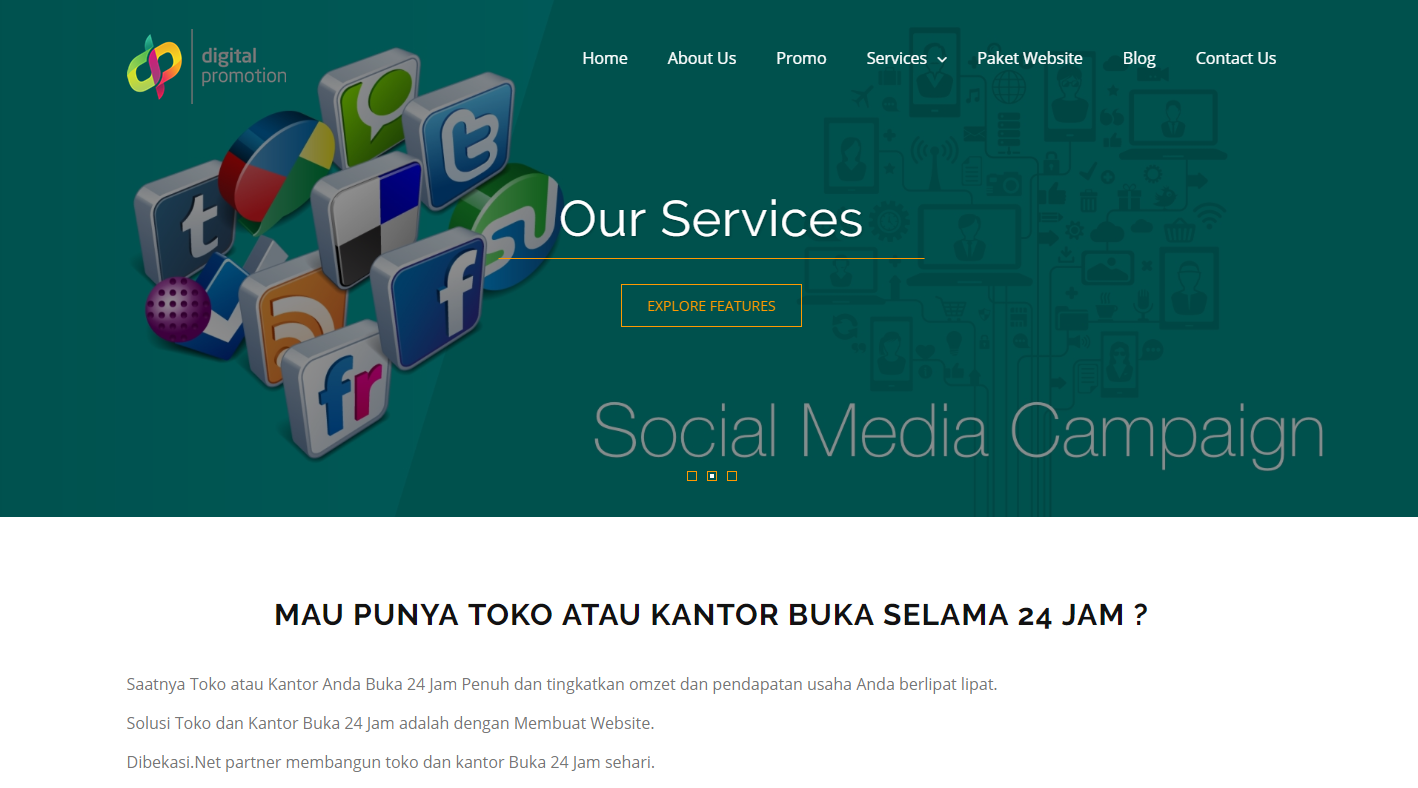 digital
promotion
Home About Us Promo Services Paket Website Blog Contact Us
Our Services
EXPLORE FEATURES
Social Media Campaign
MAU PUNYA TOKO ATAU KANTOR BUKA SELAMA 24 JAM ?
Saatnya Toko atau Kantor Anda Buka 24 Jam Penuh dan tingkatkan omzet dan pendapatan usaha Anda berlipat lipat.
Solusi Toko dan Kantor Buka 24 Jam adalah dengan Membuat Website.
Dibekasi.Net partner membangun toko dan kantor Buka 24 Jam sehari.